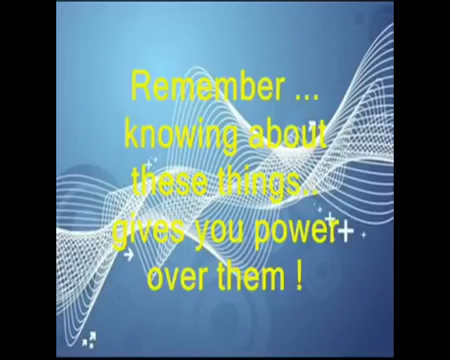 Remember ...
knowing about
these things..
gives you power
over them !